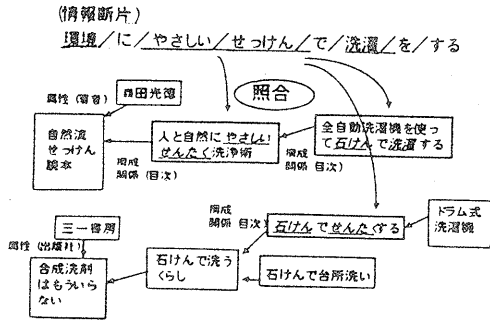 (情報断片)
環境/に/やさしい/せっけん/で/洗濯/を/する
照合
属性(著者)
森田光徳
自然流
せっけん
読本
人と自然にやさしい
せんたく洗浄術
構成
関係(目次)
全自動洗濯機を使っ
て石けんで洗濯する
構成
関係 目次)
構成
関係 目次)
石けんでせんたくする
ドラム式
洗濯機
三一書房
属性(出版社)
合成洗剤
はもういら
ない
石けんで洗う
くらし
石けんで台所洗い